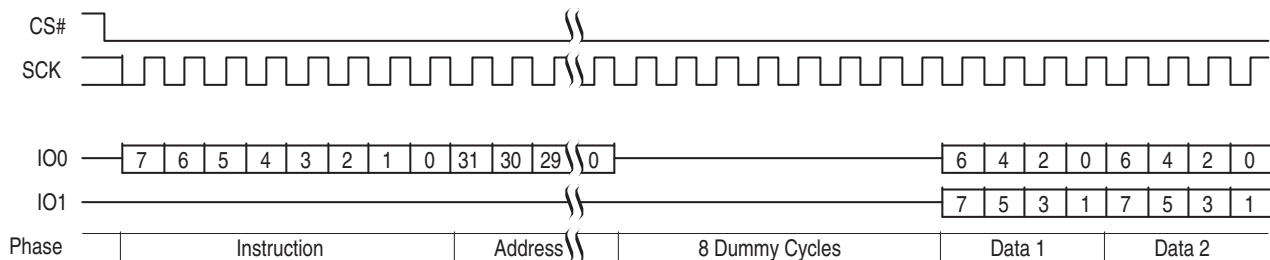 CS#
SCK
IO0 7 6 5 4 3 2 1 0 31 30 29 0 6 4 2 0 6 4 2 0
IO1 7 5 3 1 7 5 3 1
Phase Instruction Address 8 Dummy Cycles Data 1 Data 2